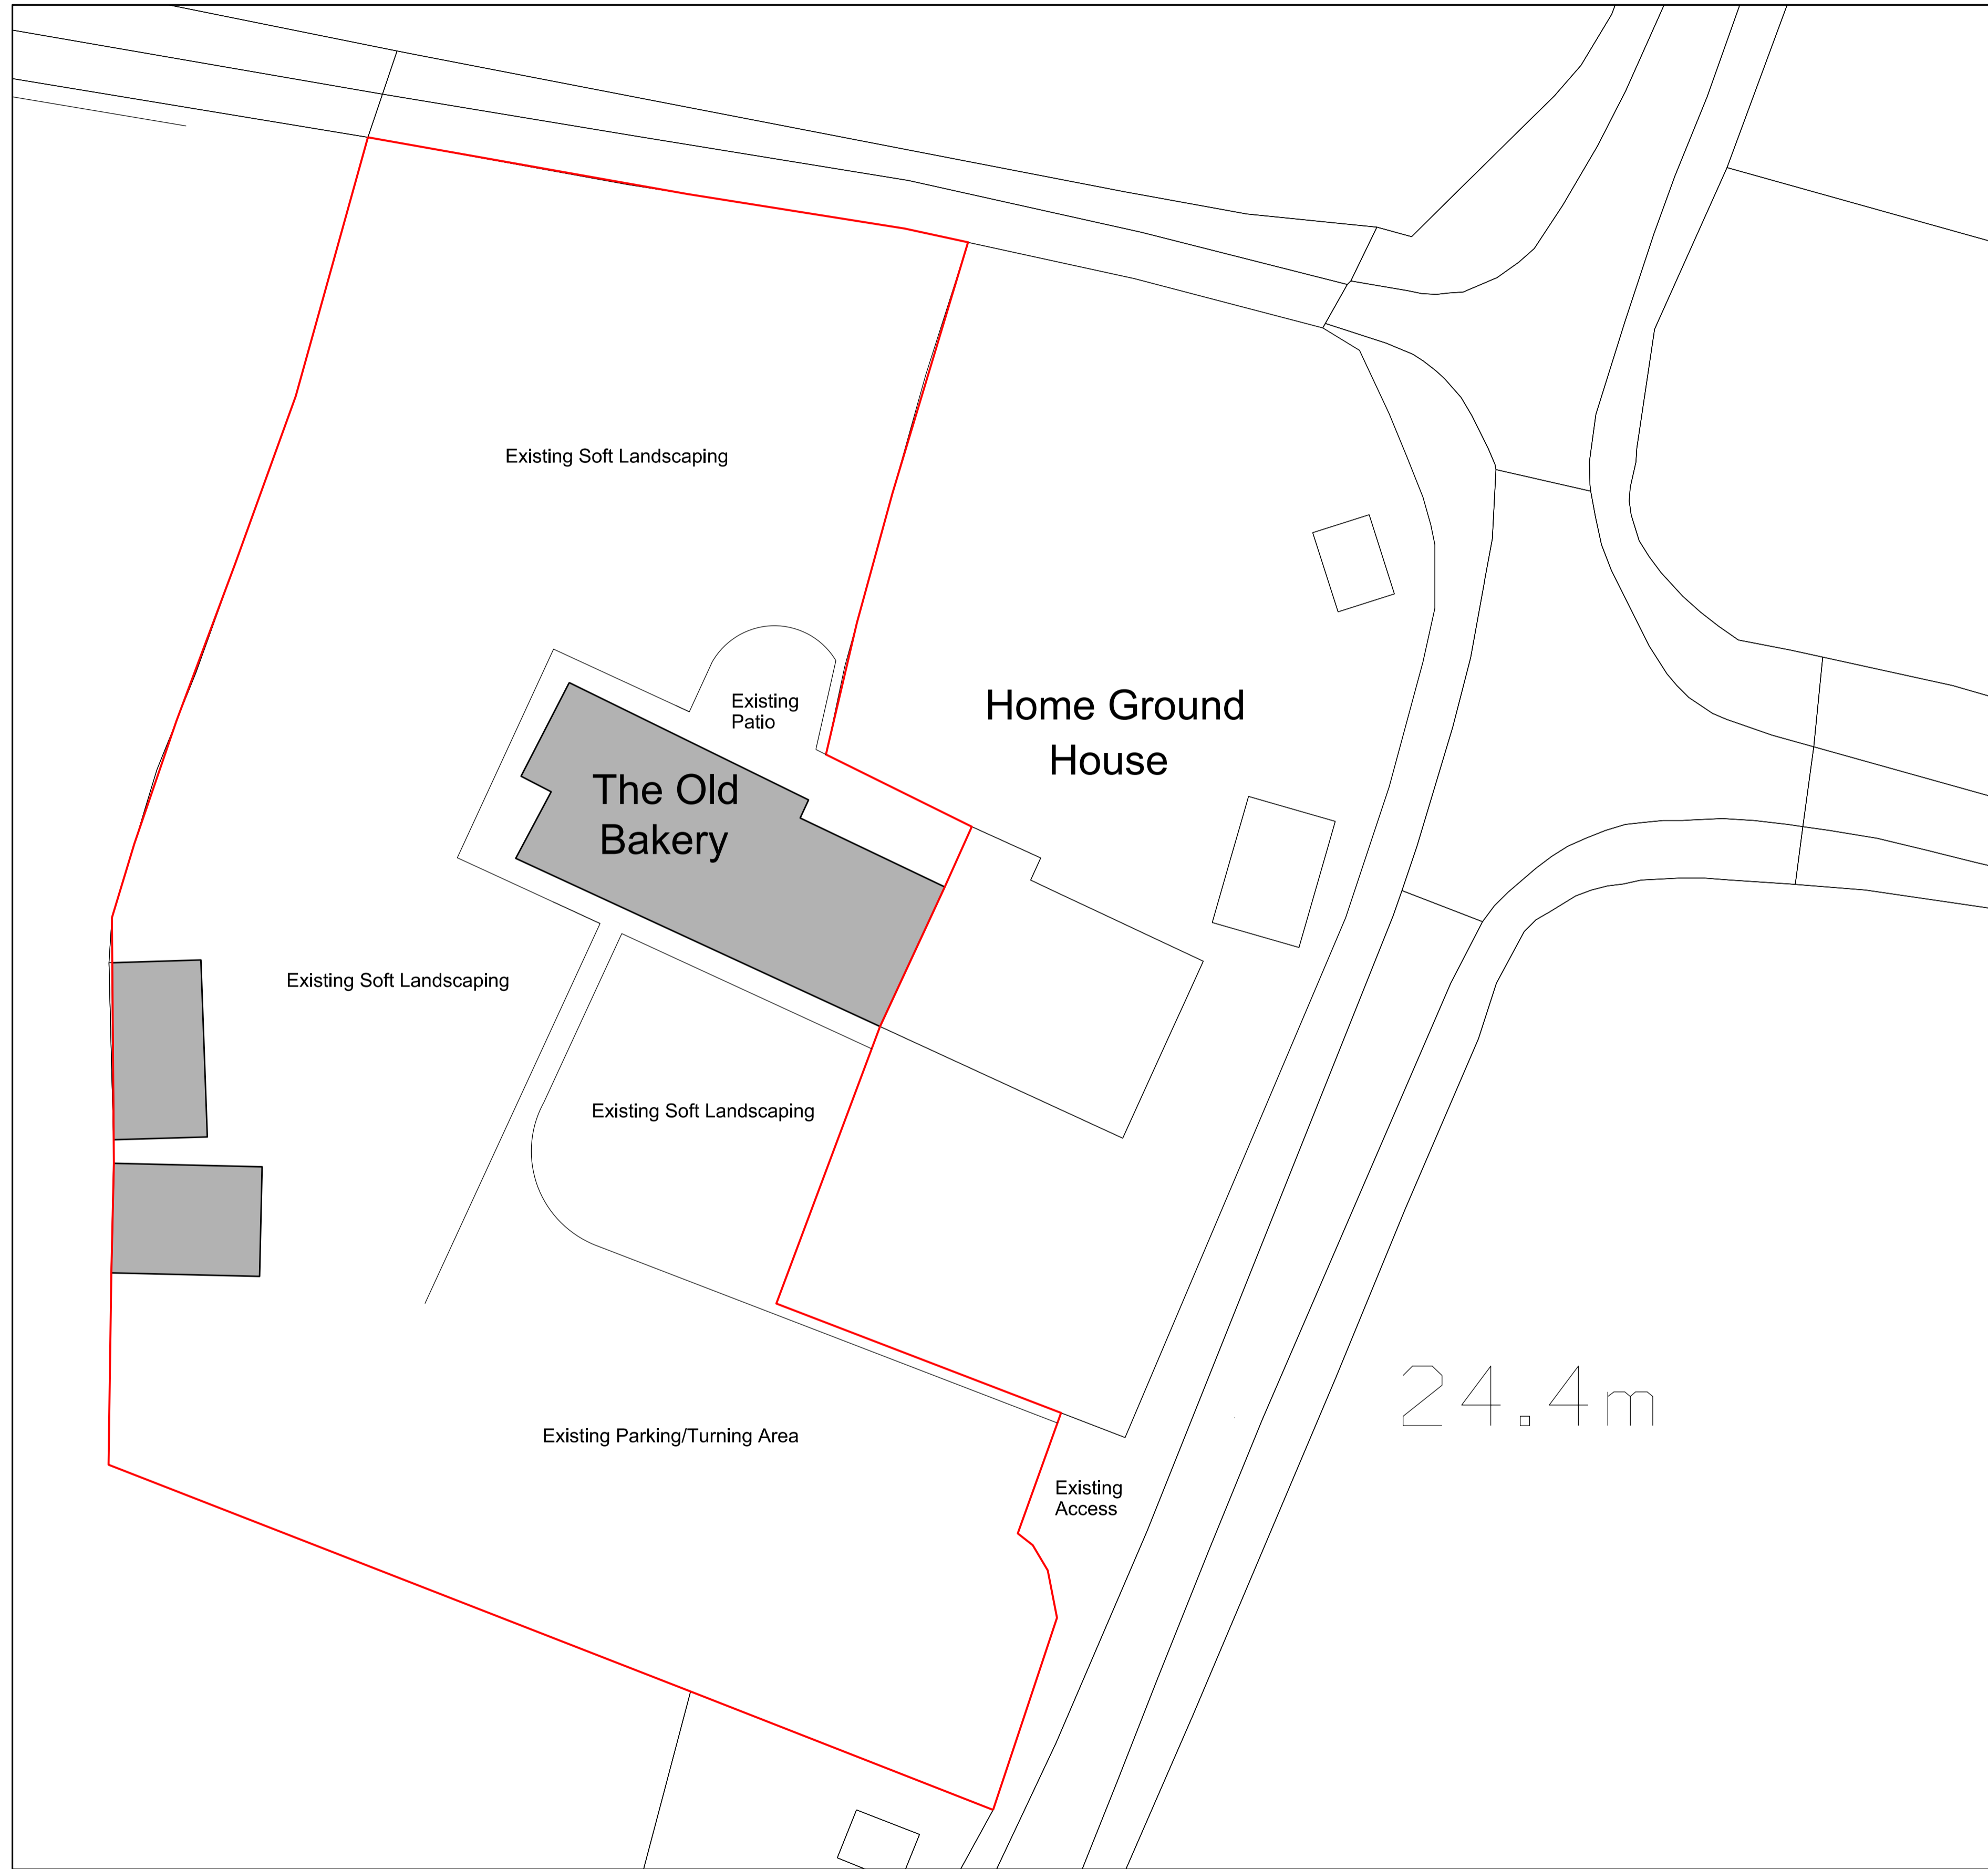 Existing Soft Landscaping
Existing
Patio
Home Ground
House
The Old
Bakery
Existing Soft Landscaping
Existing Soft Landscaping
24.4m
Existing Parking/Turning Area
Existing
Access